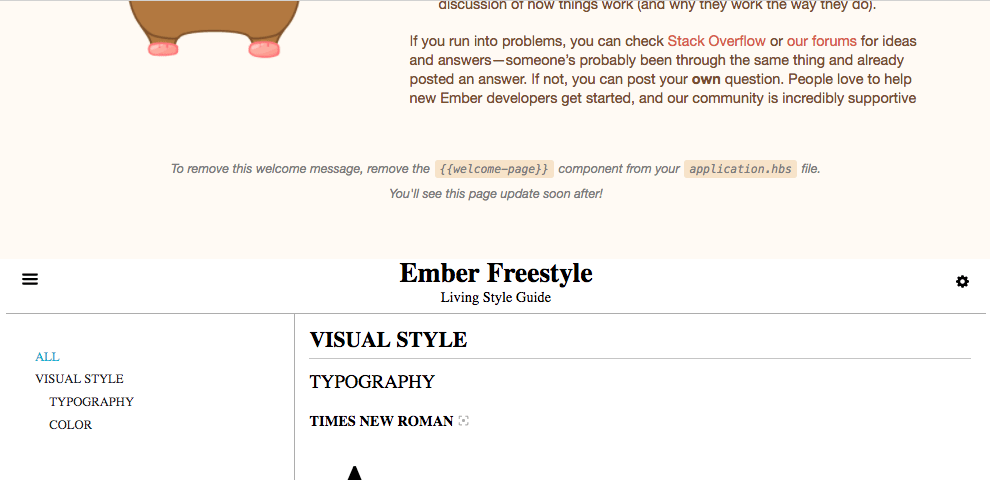 discussion of how things work (and why they work the way they do).
If you run into problems, you can check Stack Overflow or our forums for ideas
and answers—someone’s probably been through the same thing and already
posted an answer. If not, you can post your own question. People love to help
new Ember developers get started, and our community is incredibly supportive
To remove this welcome message, remove the {{welcome-page}} component from your application.hbs file.
You'll see this page update soon after!
Ember Freestyle
Living Style Guide
ALL
VISUAL STYLE
TYPOGRAPHY
COLOR
VISUAL STYLE
TYPOGRAPHY
TIMES NEW ROMAN